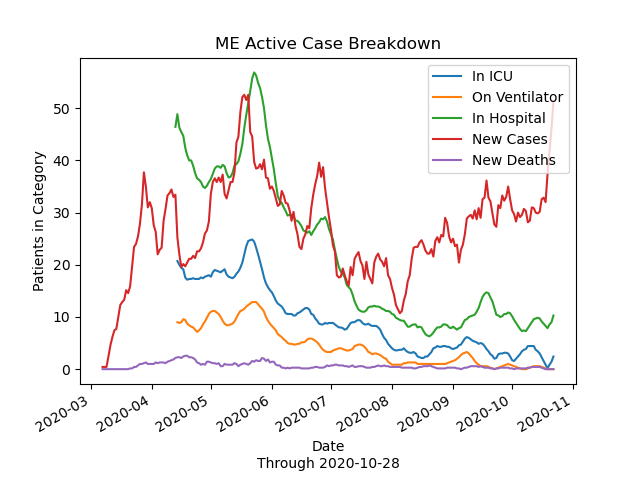 ME Active Case Breakdown
In ICU
On Ventilator
In Hospital
New Cases
New Deaths
Patients in Category
50
40
30
20
10
0
2020-03
2020-04
2020-05
2020-06
2020-07
2020-08
2020-09
2020-10
2020-11
Date
Through 2020-10-28